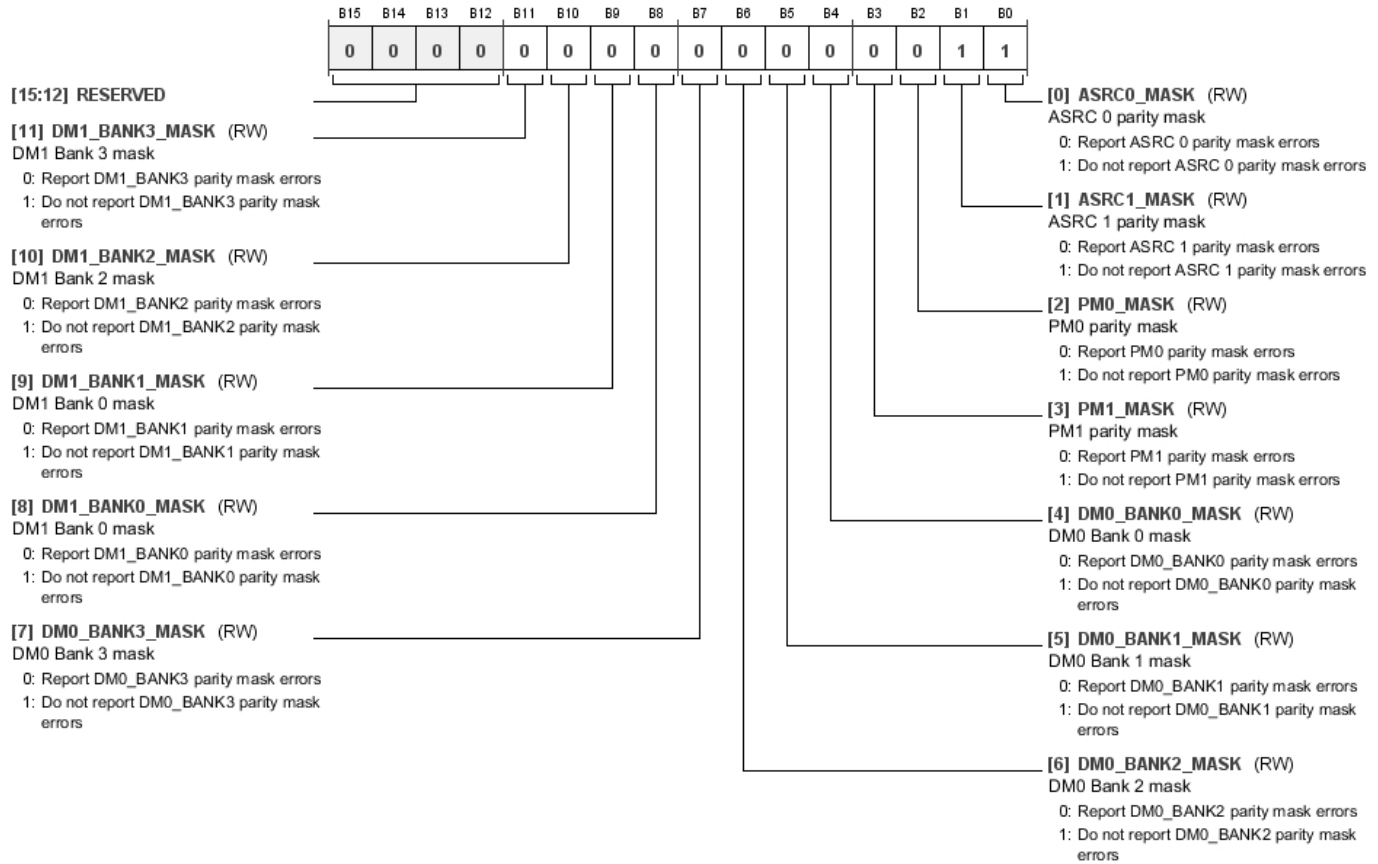 B15 B14 B13 B12 B11 B10 B9 B8 B7 B6 B5 B4 B3 B2 B1 B0
0 0 0 0 0 0 0 0 0 0 0 0 0 0 1 1
[15:12] RESERVED
[11] DM1_BANK3_MASK (RW)
DM1 Bank 3 mask
0: Report DM1_BANK3 parity mask errors
1: Do not report DM1_BANK3 parity mask
errors
[10] DM1_BANK2_MASK (RW)
DM1 Bank 2 mask
0: Report DM1_BANK2 parity mask errors
1: Do not report DM1_BANK2 parity mask
errors
[9] DM1_BANK1_MASK (RW)
DM1 Bank 0 mask
0: Report DM1_BANK1 parity mask errors
1: Do not report DM1_BANK1 parity mask
errors
[8] DM1_BANK0_MASK (RW)
DM1 Bank 0 mask
0: Report DM1_BANK0 parity mask errors
1: Do not report DM1_BANK0 parity mask
errors
[7] DM0_BANK3_MASK (RW)
DM0 Bank 3 mask
0: Report DM0_BANK3 parity mask errors
1: Do not report DM0_BANK3 parity mask
errors
[0] ASRC0_MASK (RW)
ASRC 0 parity mask
0: Report ASRC 0 parity mask errors
1: Do not report ASRC 0 parity mask errors
[1] ASRC1_MASK (RW)
ASRC 1 parity mask
0: Report ASRC 1 parity mask errors
1: Do not report ASRC 1 parity mask errors
[2] PM0_MASK (RW)
PM0 parity mask
0: Report PM0 parity mask errors
1: Do not report PM0 parity mask errors
[3] PM1_MASK (RW)
PM1 parity mask
0: Report PM1 parity mask errors
1: Do not report PM1 parity mask errors
[4] DM0_BANK0_MASK (RW)
DM0 Bank 0 mask
0: Report DM0_BANK0 parity mask errors
1: Do not report DM0_BANK0 parity mask
errors
[5] DM0_BANK1_MASK (RW)
DM0 Bank 1 mask
0: Report DM0_BANK1 parity mask errors
1: Do not report DM0_BANK1 parity mask
errors
[6] DM0_BANK2_MASK (RW)
DM0 Bank 2 mask
0: Report DM0_BANK2 parity mask errors
1: Do not report DM0_BANK2 parity mask
errors